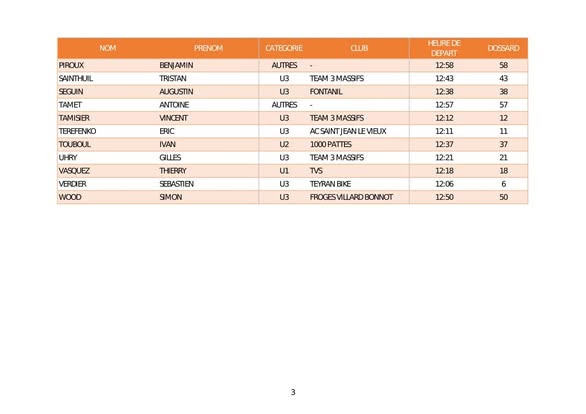 NOM PRENOM CATEGORIE CLUB HEURE DE DEPART DOSSARD
PIROUX BENJAMIN AUTRES - 12:58 58
SAINTHUIL TRISTAN U3 TEAM 3 MASSIFS 12:43 43
SEGUIN AUGUSTIN U3 FONTANIL 12:38 38
TAMET ANTOINE AUTRES - 12:57 57
TAMISIER VINCENT U3 TEAM 3 MASSIFS 12:12 12
TEREFENKO ERIC U3 AC SAINT JEAN LE VIEUX 12:11 11
TOUBOUL IVAN U2 1000 PATTES 12:37 37
UHRY GILLES U3 TEAM 3 MASSIFS 12:21 21
VASQUEZ THIERRY U1 TVS 12:18 18
VERDIER SEBASTIEN U3 TEYRAN BIKE 12:06 6
WOOD SIMON U3 FROGES VILLARD BONNOT 12:50 50
3